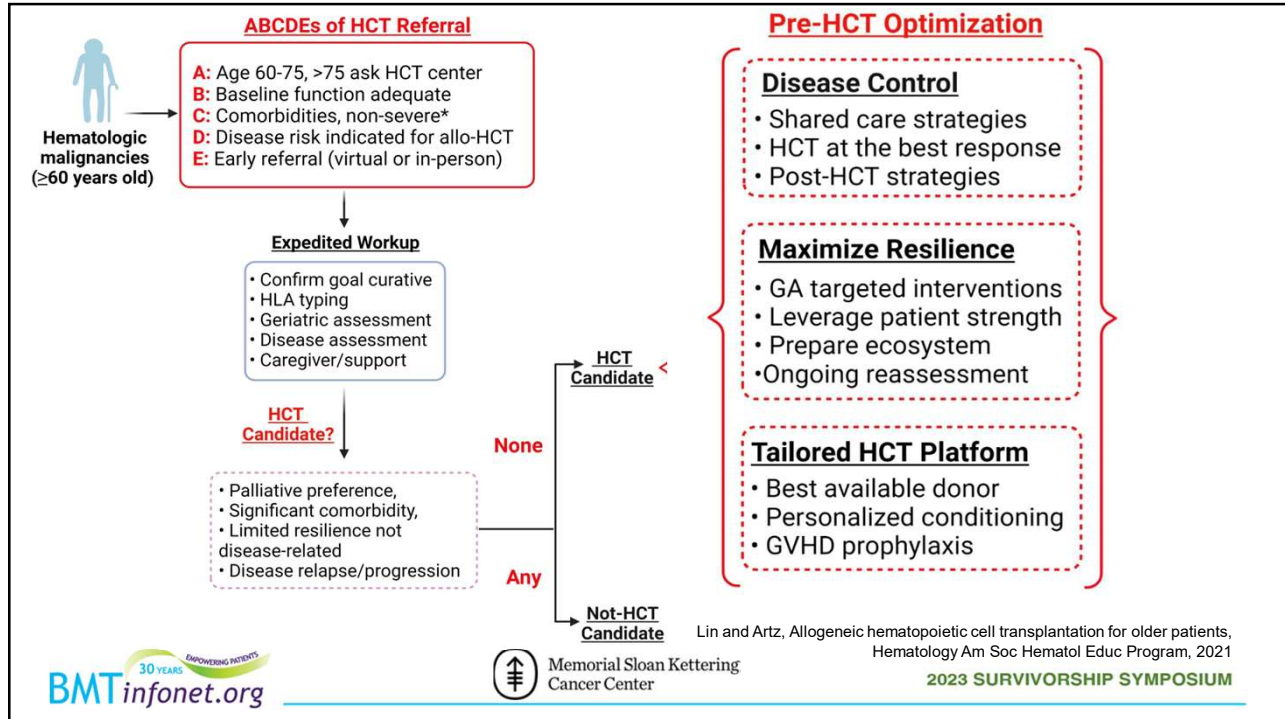 ABCDEs of HCT Referral
A: Age 60-75, >75 ask HCT center
B: Baseline function adequate
C: Comorbidities, non-severe*
D: Disease risk indicated for allo-HCT
E: Early referral (virtual or in-person)
Hematologic
malignancies
(≥60 years old)
Expedited Workup
• Confirm goal curative
• HLA typing
• Geriatric assessment
• Disease assessment
• Caregiver/support
HCT
Candidate?
• Palliative preference,
• Significant comorbidity,
• Limited resilience not
disease-related
• Disease relapse/progression
None
Any
HCT
Candidate
<
Not-HCT
Candidate
Pre-HCT Optimization
Disease Control
• Shared care strategies
• HCT at the best response
• Post-HCT strategies
Maximize Resilience
• GA targeted interventions
• Leverage patient strength
• Prepare ecosystem
•Ongoing reassessment
Tailored HCT Platform
• Best available donor
• Personalized conditioning
• GVHD prophylaxis
Lin and Artz, Allogeneic hematopoietic cell transplantation for older patients,
Hematology Am Soc Hematol Educ Program, 2021
30 YEARS
EMPOWERING PATIENTS
BMTinfonet.org
Memorial Sloan Kettering
Cancer Center
2023 SURVIVORSHIP SYMPOSIUM